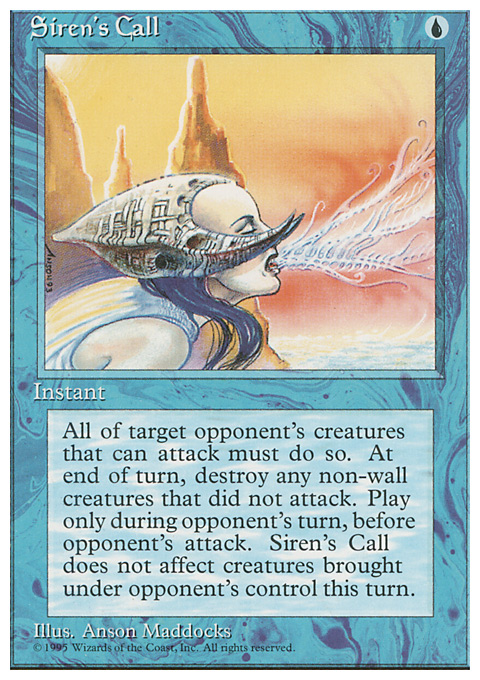 Siren's Call
ANSON93
Instant
All of target opponent's creatures
that can attack must do so. At
end of turn, destroy any non-wall
creatures that did not attack. Play
only during opponent's turn, before
opponent's attack. Siren's Call
does not affect creatures brought
under opponent's control this turn.
Illus. Anson Maddocks
© 1995 Wizards of the Coast, Inc. All rights reserved.